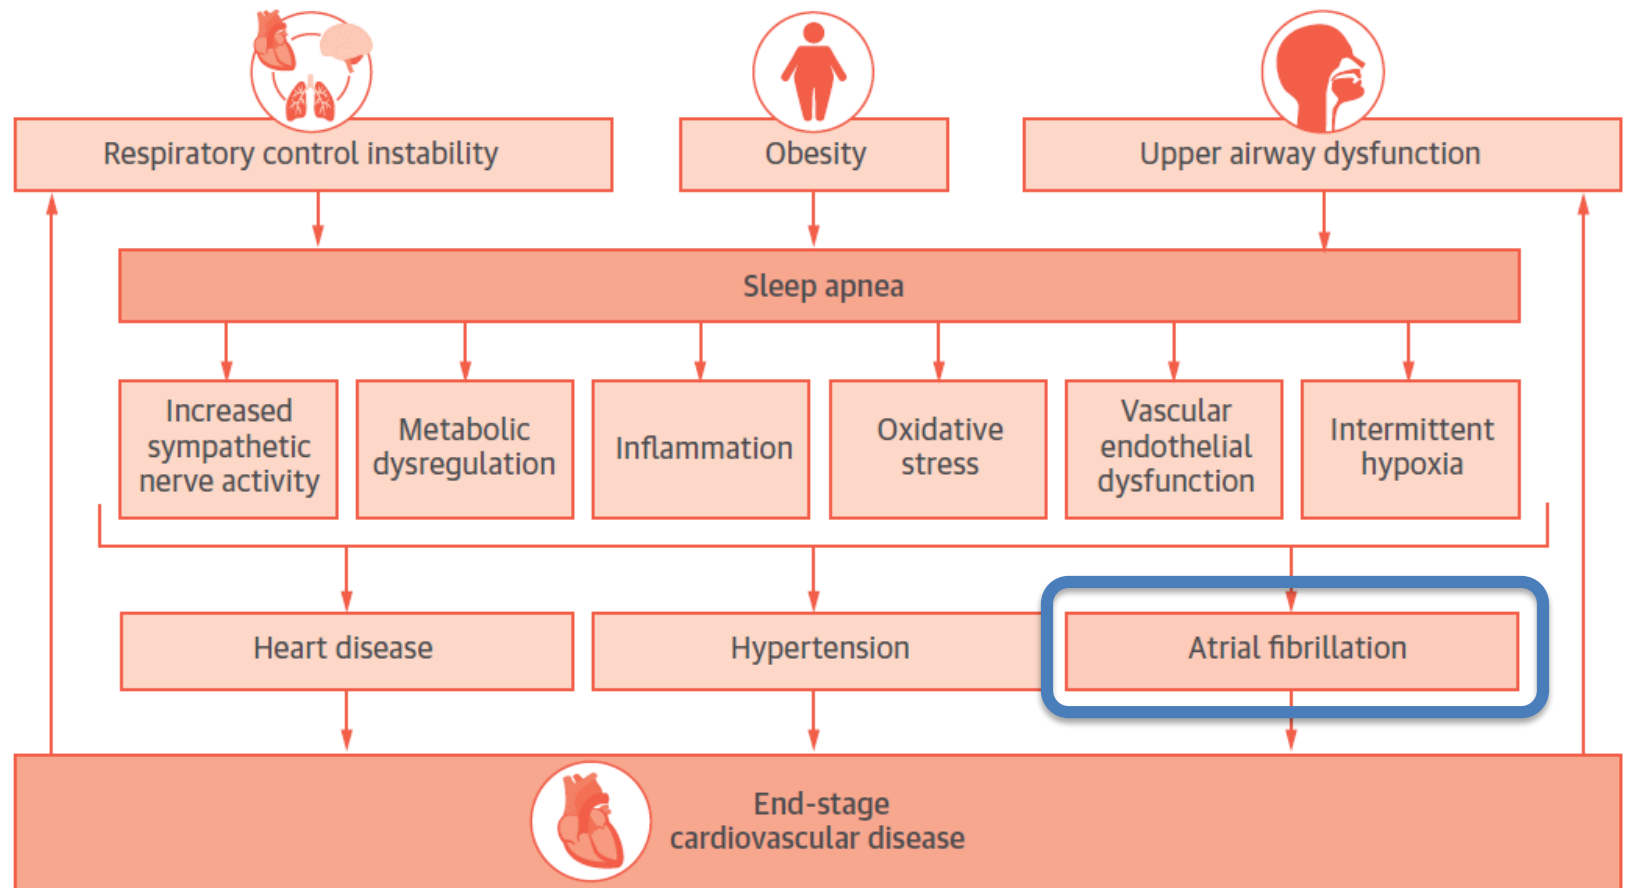 Respiratory control instability
Obesity
Upper airway dysfunction
Sleep apnea
Increased
sympathetic
nerve activity
Metabolic
dysregulation
Inflammation
Oxidative
stress
Vascular
endothelial
dysfunction
Intermittent
hypoxia
Heart disease
Hypertension
Atrial fibrillation
End-stage
cardiovascular disease